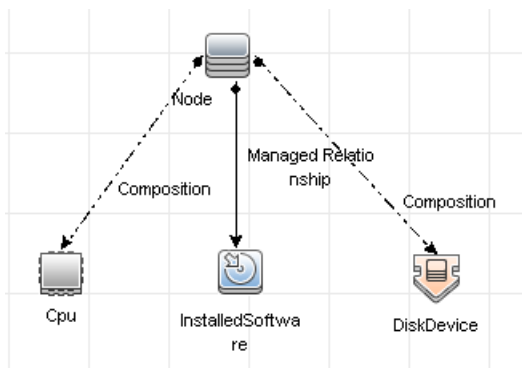 Node
Managed Relatio
nship
Composition
Composition
Cpu
InstalledSoftwa
re
DiskDevice